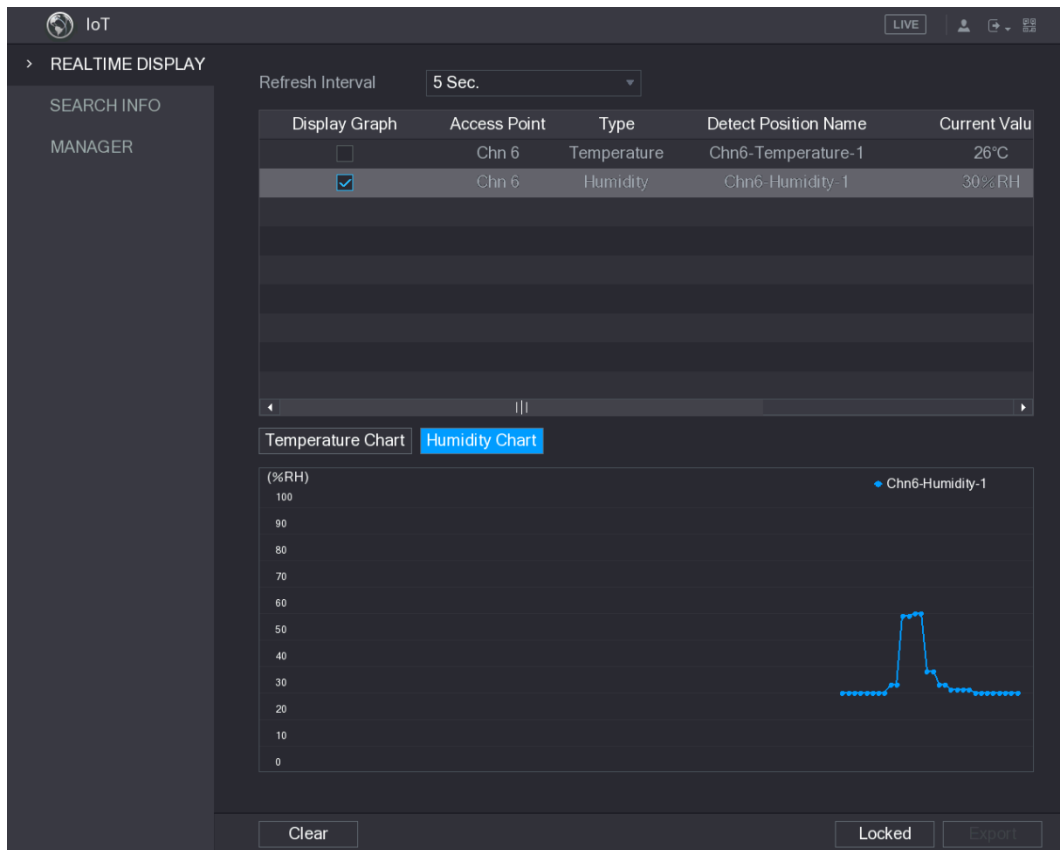 IoT
LIVE
REALTIME DISPLAY
SEARCH INFO
MANAGER
Refresh Interval 5 Sec.
Display Graph Access Point Type Detect Position Name Current Valu
Chn 6 Temperature Chn6-Temperature-1 26°C
Chn 6 Humidity Chn6-Humidity-1 30%RH
Temperature Chart Humidity Chart
(%RH)
Chn6-Humidity-1
100
90
80
70
60
50
40
30
20
10
0
Clear Locked Export